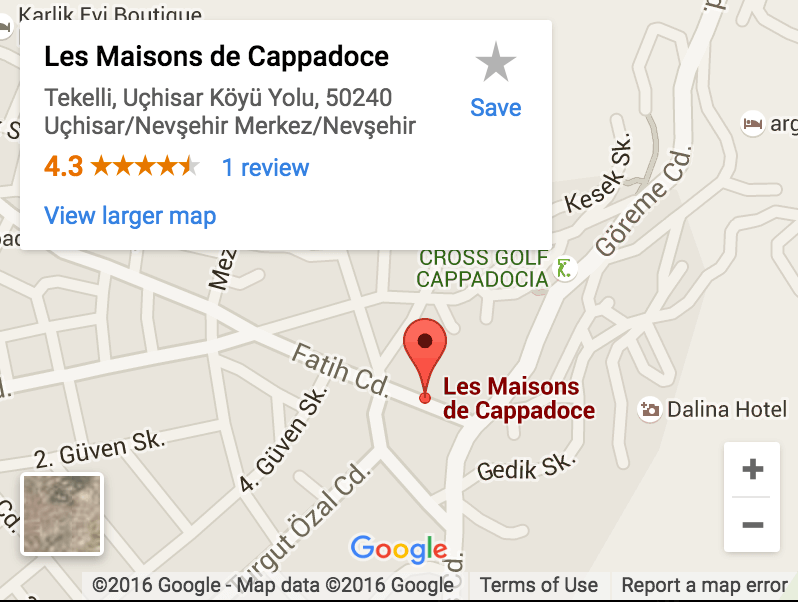 Karlik Evi Boutique
Les Maisons de Cappadoce
Tekelli, Uçhisar Köyü Yolu, 50240
Uçhisar/Nevşehir Merkez/Nevşehir
4.3 1 review
Save
View larger map
Kesek Sk.
Göreme Cd.
CROSS GOLF
CAPPADOCIA
Fatih Cd.
Les Maisons
de Cappadoce
Dalina Hotel
2. Güven Sk.
4. Güven Sk.
Gedik Sk.
Özal Cd.
Cd.
Google
©2016 Google - Map data ©2016 Google
Terms of Use
Report a map error